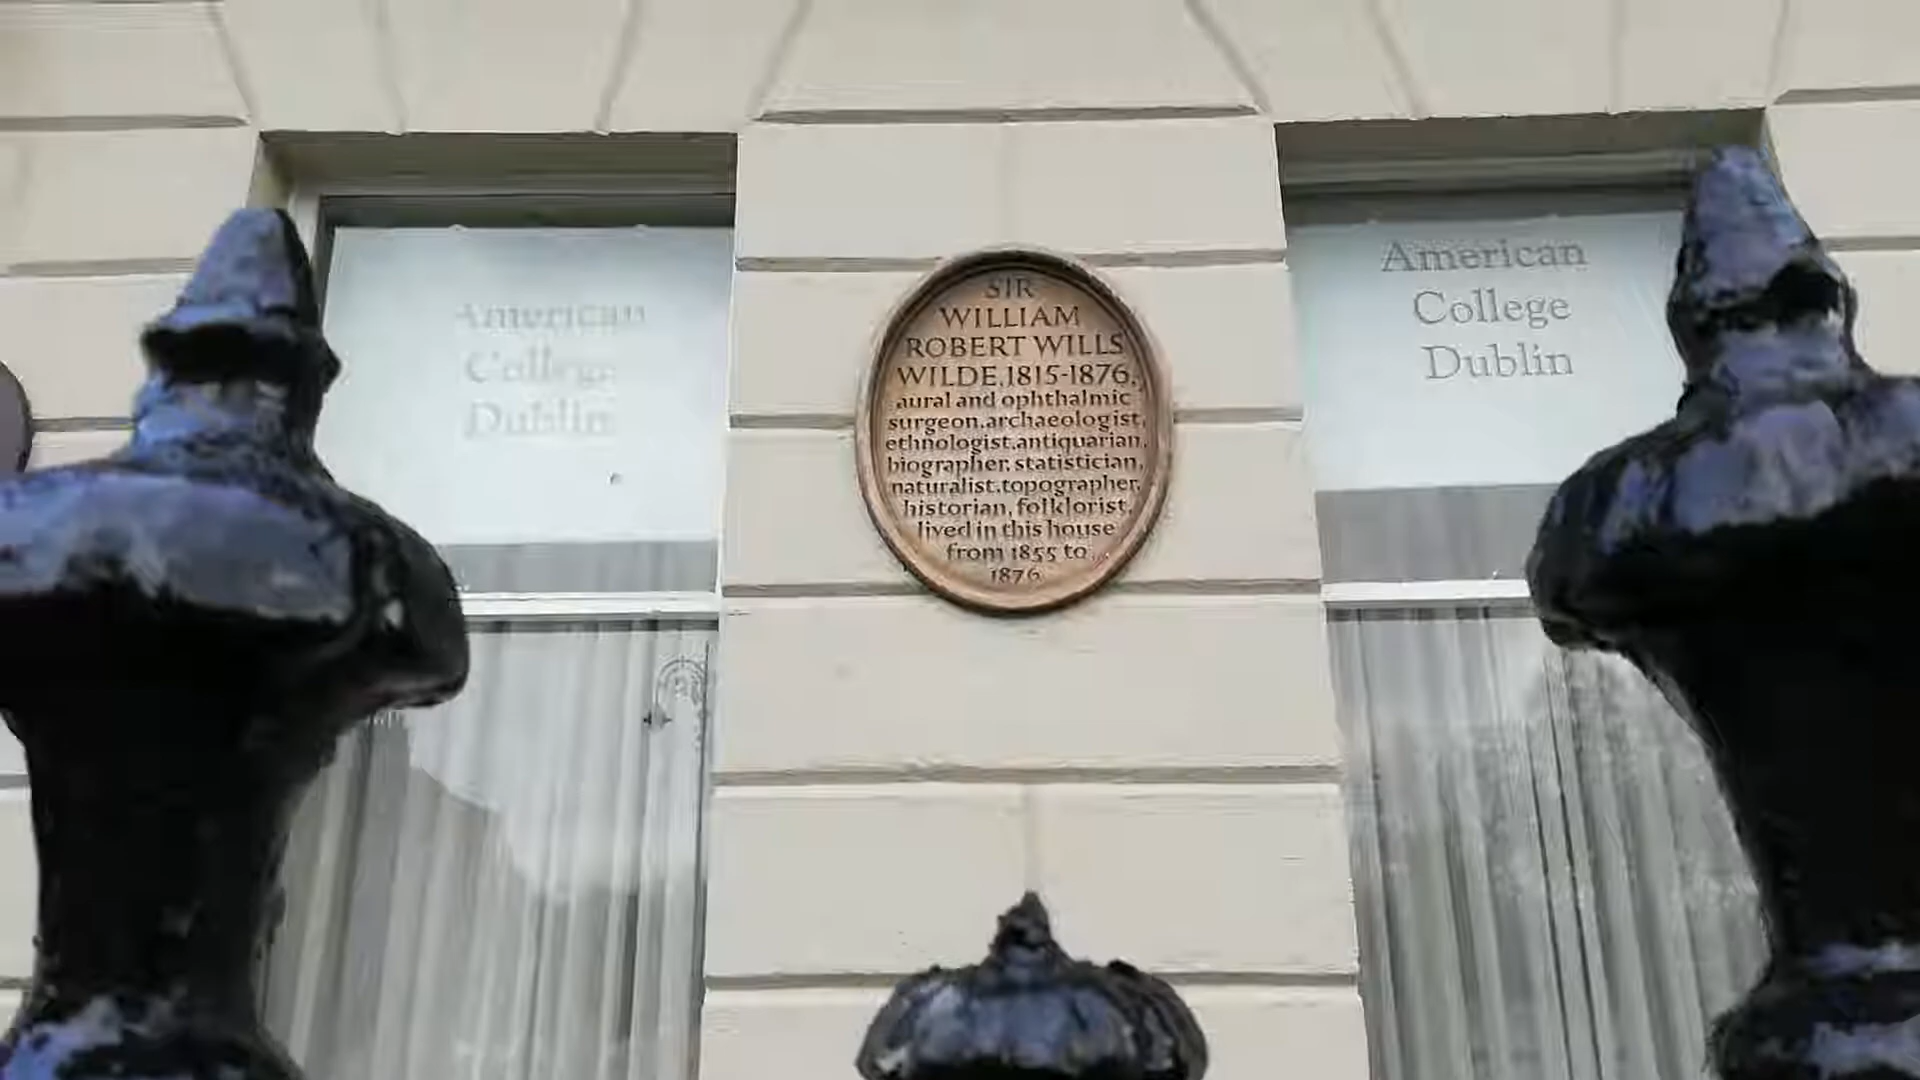 American
College
Dublin
SIR
WILLIAM
ROBERT WILLS
WILDE.1815-1876.
aural and ophthalmic
surgeon, archaeologist,
ethnologist, antiquarian,
biographer, statistician,
naturalist, topographer,
historian, folklorist,
lived in this house
from 1855 to
1876
American
College
Dublin